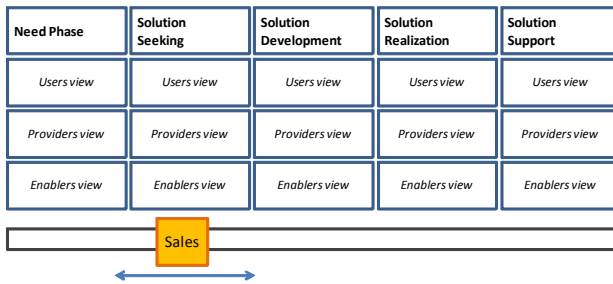 Need Phase
Solution
Seeking
Solution
Development
Solution
Realization
Solution
Support
Users view
Users view
Users view
Users view
Users view
Providers view
Providers view
Providers view
Providers view
Providers view
Enablers view
Enablers view
Enablers view
Enablers view
Enablers view
Sales